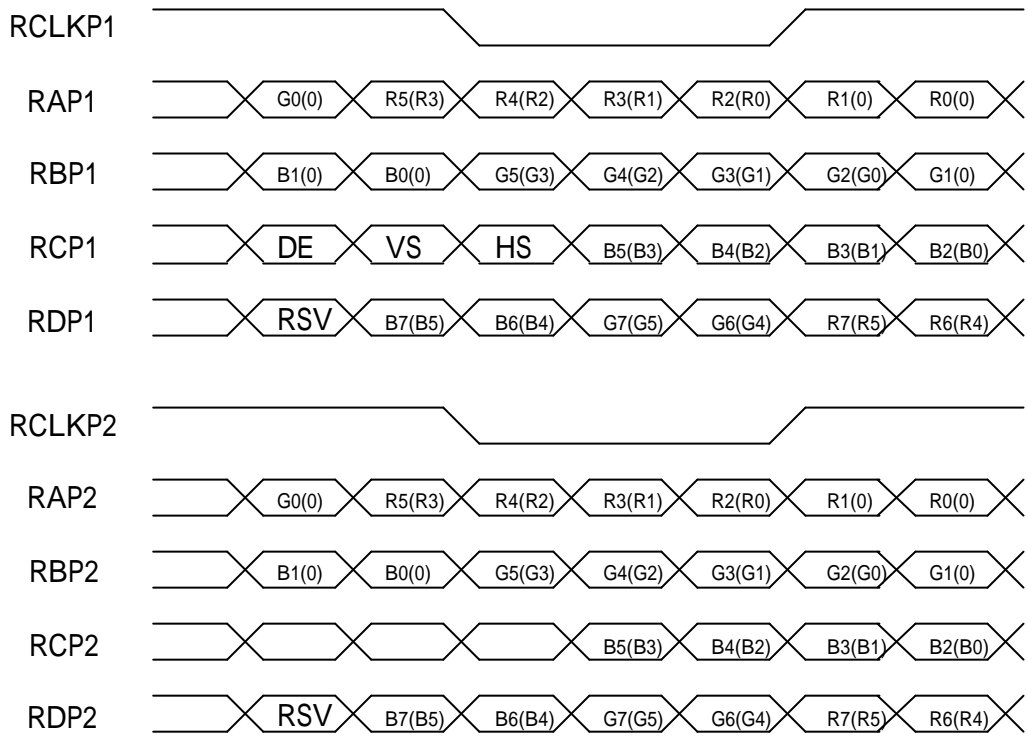 RCLKP1
RAP1 G0(0) R5(R3) R4(R2) R3(R1) R2(R0) R1(0) R0(0)
RBP1 B1(0) B0(0) G5(G3) G4(G2) G3(G1) G2(G0) G1(0)
RCP1 DE VS HS B5(B3) B4(B2) B3(B1) B2(B0)
RDP1 RSV B7(B5) B6(B4) G7(G5) G6(G4) R7(R5) R6(R4)
RCLKP2
RAP2 G0(0) R5(R3) R4(R2) R3(R1) R2(R0) R1(0) R0(0)
RBP2 B1(0) B0(0) G5(G3) G4(G2) G3(G1) G2(G0) G1(0)
RCP2 B5(B3) B4(B2) B3(B1) B2(B0)
RDP2 RSV B7(B5) B6(B4) G7(G5) G6(G4) R7(R5) R6(R4)